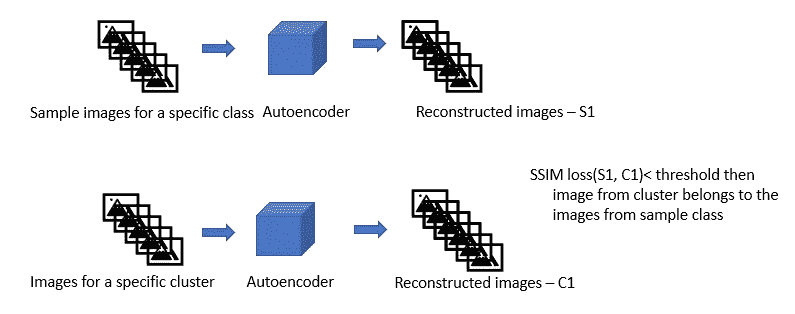 Sample images for a specific class
Autoencoder
Reconstructed images – S1
SSIM loss(S1, C1)< threshold then
image from cluster belongs to the
images from sample class
Images for a specific cluster
Autoencoder
Reconstructed images – C1